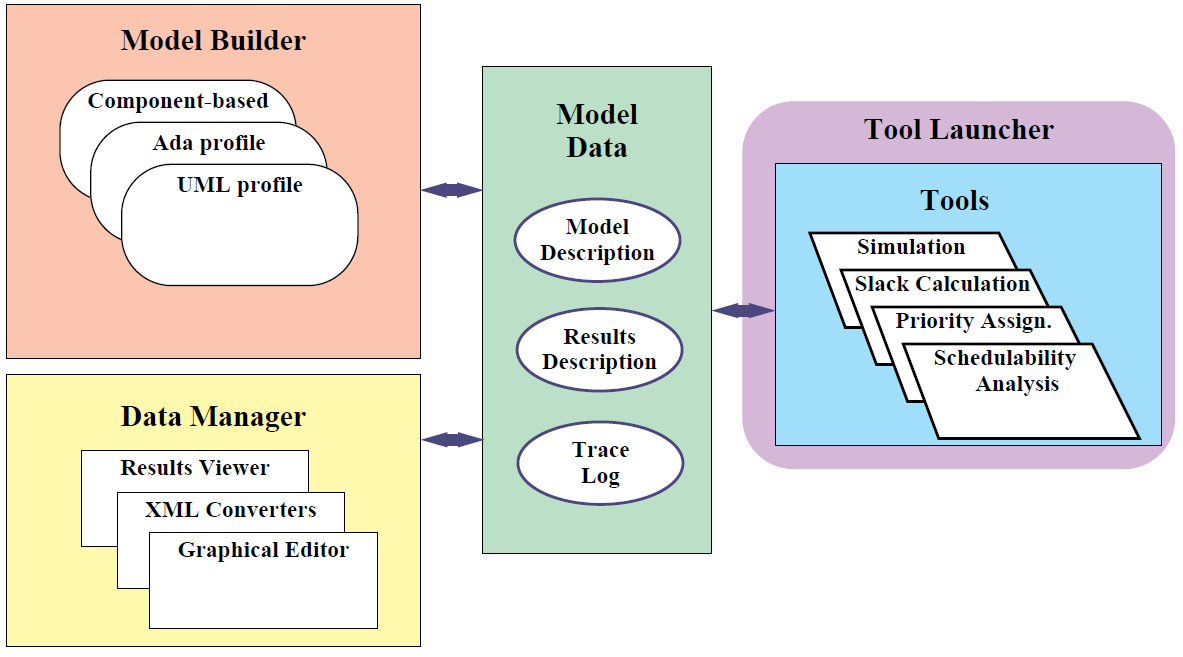 Model Builder
Component-based
Ada profile
UML profile
Data Manager
Results Viewer
XML Converters
Graphical Editor
Model
Data
Model
Description
Results
Description
Trace
Log
Tool Launcher
Tools
Simulation
Slack Calculation
Priority Assign.
Schedulability
Analysis